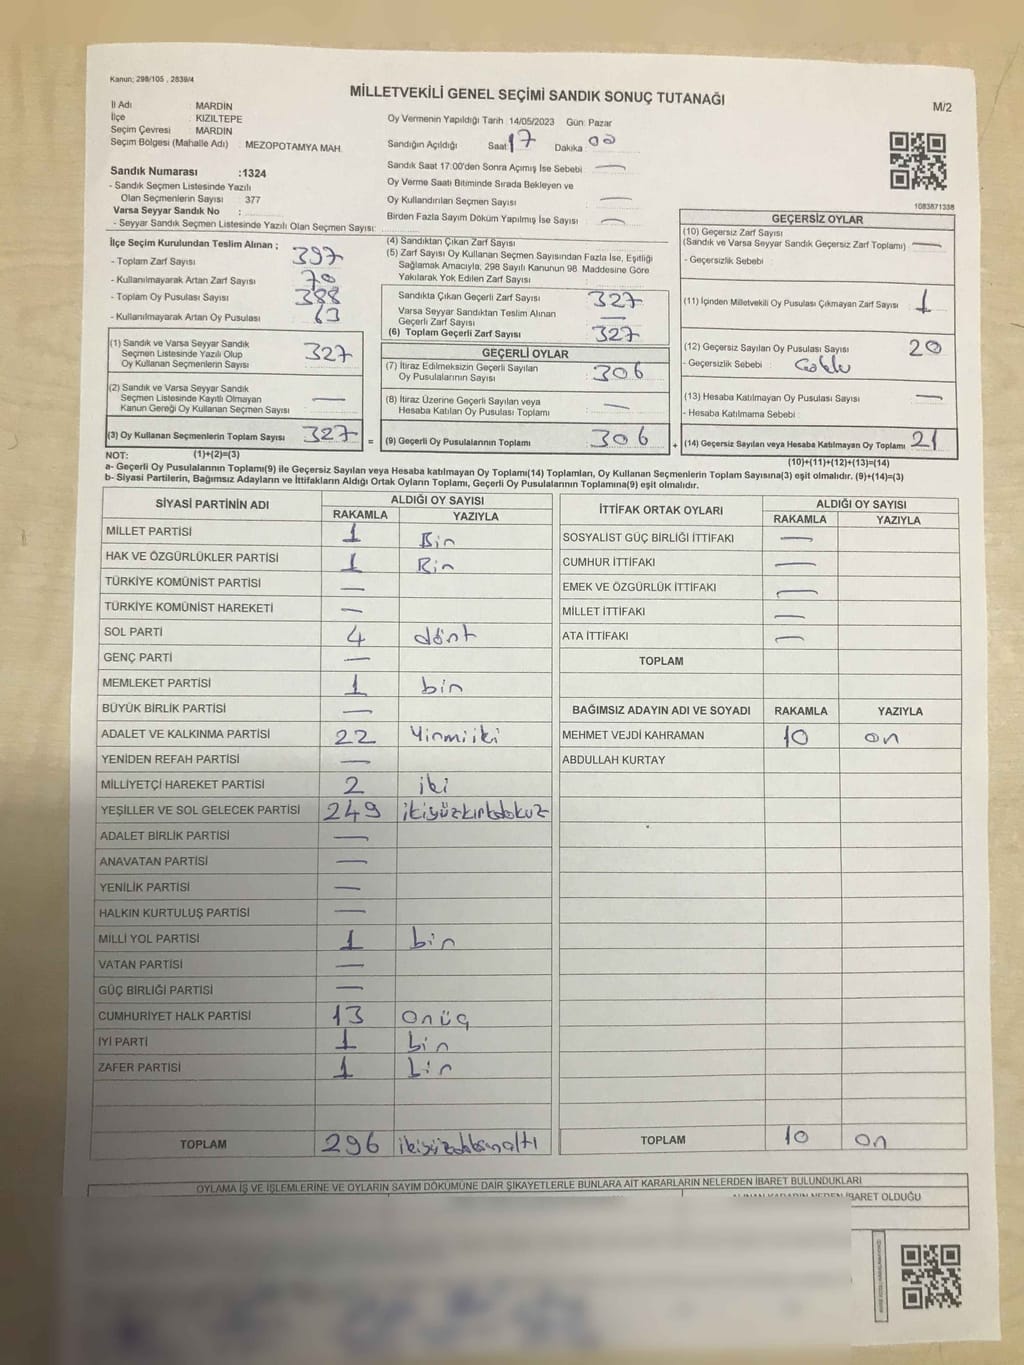 Kanun; 298/105 , 2839/4
MİLLETVEKİLİ GENEL SEÇİMİ SANDIK SONUÇ TUTANAĞI
M/2
İl Adı : MARDİN
İlçe : KIZILTEPE
Seçim Çevresi : MARDİN
Seçim Bölgesi (Mahalle Adı) : MEZOPOTAMYA MAH.
Oy Vermenin Yapıldığı Tarih :14/05/2023 Gün: Pazar
Sandığın Açıldığı Saat: 17 Dakika : 00
Sandık Saat 17:00'den Sonra Açımış İse Sebebi —
Oy Verme Saati Bitiminde Sırada Bekleyen ve
Oy Kullandırılan Seçmen Sayısı —
Birden Fazla Sayım Döküm Yapılmış İse Sayısı —
Sandık Numarası :1324
- Sandık Seçmen Listesinde Yazılı
Olan Seçmenlerin Sayısı : 377
Varsa Seyyar Sandık No :
- Seyyar Sandık Seçmen Listesinde Yazılı Olan Seçmen Sayısı:
1083871338
İlçe Seçim Kurulundan Teslim Alınan ;
- Toplam Zarf Sayısı : 397
- Kullanılmayarak Artan Zarf Sayısı : 70
- Toplam Oy Pusulası Sayısı : 388
- Kullanılmayarak Artan Oy Pusulası : 63
(1) Sandık ve Varsa Seyyar Sandık
Seçmen Listesinde Yazılı Olup
Oy Kullanan Seçmenlerin Sayısı : 327
(2) Sandık ve Varsa Seyyar Sandık
Seçmen Listesinde Kayıtlı Olmayan
Kanun Gereği Oy Kullanan Seçmen Sayısı : —
(3) Oy Kullanan Seçmenlerin Toplam Sayısı : 327 =
(4) Sandıktan Çıkan Zarf Sayısı :
(5) Zarf Sayısı Oy Kullanan Seçmen Sayısından Fazla İse, Eşitliği
Sağlamak Amacıyla, 298 Sayılı Kanunun 98 Maddesine Göre
Yakılarak Yok Edilen Zarf Sayısı :
Sandıkta Çıkan Geçerli Zarf Sayısı : 327
Varsa Seyyar Sandıktan Teslim Alınan
Geçerli Zarf Sayısı : —
(6) Toplam Geçerli Zarf Sayısı : 327
GEÇERLİ OYLAR
(7) İtiraz Edilmeksizin Geçerli Sayılan
Oy Pusulalarının Sayısı : 306
(8) İtiraz Üzerine Geçerli Sayılan veya
Hesaba Katılan Oy Pusulası Toplamı : —
(9) Geçerli Oy Pusulalarının Toplamı : 306 +
GEÇERSİZ OYLAR
(10) Geçersiz Zarf Sayısı
(Sandık ve Varsa Seyyar Sandık Geçersiz Zarf Toplamı) : —
- Geçersizlik Sebebi :
(11) İçinden Milletvekili Oy Pusulası Çıkmayan Zarf Sayısı : 1
(12) Geçersiz Sayılan Oy Pusulası Sayısı : 20
- Geçersizlik Sebebi :
(13) Hesaba Katılmayan Oy Pusulası Sayısı : —
- Hesaba Katılmama Sebebi :
(14) Geçersiz Sayılan veya Hesaba Katılmayan Oy Toplamı : 21
NOT: (1)+(2)=(3)
(10)+(11)+(12)+(13)=(14)
a- Geçerli Oy Pusulalarının Toplamı(9) ile Geçersiz Sayılan veya Hesaba katılmayan Oy Toplamı(14) Toplamları, Oy Kullanan Seçmenlerin Toplam Sayısına(3) eşit olmalıdır. (9)+(14)=(3)
b- Siyasi Partilerin, Bağımsız Adayların ve İttifakların Aldığı Ortak Oyların Toplamı, Geçerli Oy Pusulalarının Toplamına(9) eşit olmalıdır.
SİYASİ PARTİNİN ADI ALDIĞI OY SAYISI
RAKAMLA YAZIYLA
MİLLET PARTİSİ 1 Bir
HAK VE ÖZGÜRLÜKLER PARTİSİ 1 Bir
TÜRKİYE KOMÜNİST PARTİSİ —
TÜRKİYE KOMÜNİST HAREKETİ —
SOL PARTİ 4 dört
GENÇ PARTİ —
MEMLEKET PARTİSİ 1 bir
BÜYÜK BİRLİK PARTİSİ —
ADALET VE KALKINMA PARTİSİ 22 Yirmiiki
YENİDEN REFAH PARTİSİ —
MİLLİYETÇİ HAREKET PARTİSİ 2 iki
YEŞİLLER VE SOL GELECEK PARTİSİ 249 ikiyüzkırkdokuz
ADALET BİRLİK PARTİSİ —
ANAVATAN PARTİSİ —
YENİLİK PARTİSİ —
HALKIN KURTULUŞ PARTİSİ —
MİLLİ YOL PARTİSİ 1 bir
VATAN PARTİSİ —
GÜÇ BİRLİĞİ PARTİSİ —
CUMHURİYET HALK PARTİSİ 13 onüç
İYİ PARTİ 1 bir
ZAFER PARTİSİ 1 bir
TOPLAM 296 ikiyüzdoksanaltı
İTTİFAK ORTAK OYLARI ALDIĞI OY SAYISI
RAKAMLA YAZIYLA
SOSYALİST GÜÇ BİRLİĞİ İTTİFAKI —
CUMHUR İTTİFAKI —
EMEK VE ÖZGÜRLÜK İTTİFAKI —
MİLLET İTTİFAKI —
ATA İTTİFAKI —
TOPLAM
BAĞIMSIZ ADAYIN ADI VE SOYADI RAKAMLA YAZIYLA
MEHMET VEJDİ KAHRAMAN 10 on
ABDULLAH KURTAY
TOPLAM 10 on
OYLAMA İŞ VE İŞLEMLERİNE VE OYLARIN SAYIM DÖKÜMÜNE DAİR ŞİKAYETLERLE BUNLARA AİT KARARLARIN NELERDEN İBARET BULUNDUKLARI
İBARET OLDUĞU